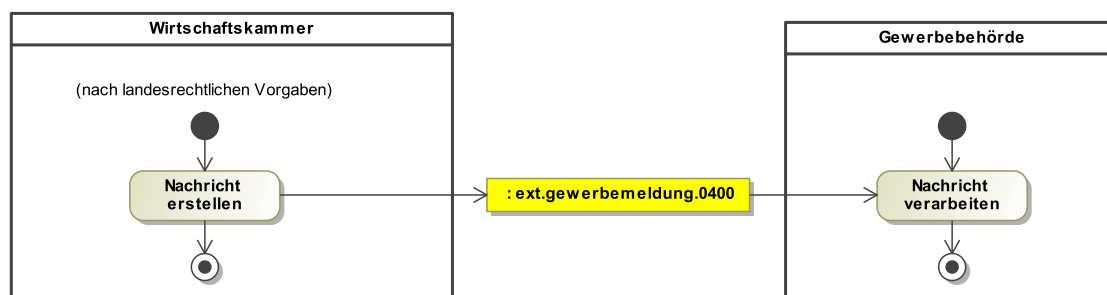 Wirtschaftskammer
Gewerbebehörde
(nach landesrechtlichen Vorgaben)
Nachricht
erstellen
: ext.gewerbemeldung.0400
Nachricht
verarbeiten